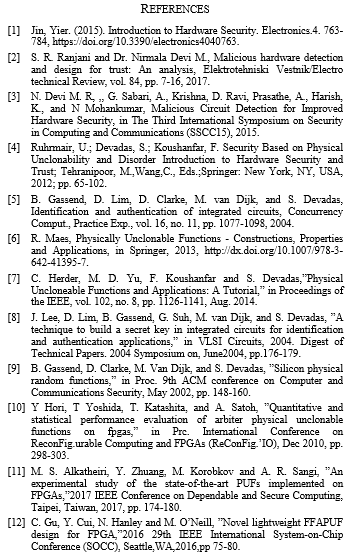 REFERENCES
[1] Jin, Yier. (2015). Introduction to Hardware Security. Electronics.4. 763-
784, https://doi.org/10.3390/electronics4040763.
[2] S. R. Ranjani and Dr. Nirmala Devi M., Malicious hardware detection
and design for trust: An analysis, Elektrotehniski Vestnik/Electro
technical Review, vol. 84, pp. 7-16, 2017.
[3] N. Devi M. R, ,, G. Sabari, A., Krishna, D. Ravi, Prasathe, A., Harish,
K., and N Mohankumar, Malicious Circuit Detection for Improved
Hardware Security, in The Third International Symposium on Security
in Computing and Communications (SSCC15), 2015.
[4] Ruhrmair, U.; Devadas, S.; Koushanfar, F. Security Based on Physical
Unclonability and Disorder Introduction to Hardware Security and
Trust; Tehranipoor, M.,Wang,C., Eds.;Springer: New York, NY, USA,
2012; pp. 65-102.
[5] B. Gassend, D. Lim, D. Clarke, M. van Dijk, and S. Devadas,
Identification and authentication of integrated circuits, Concurrency
Comput., Practice Exp., vol. 16, no. 11, pp. 1077-1098, 2004.
[6] R. Maes, Physically Unclonable Functions - Constructions, Properties
and Applications, in Springer, 2013, http://dx.doi.org/10.1007/978-3-
642-41395-7.
[7] C. Herder, M. D. Yu, F. Koushanfar and S. Devadas,”Physical
Uncloneable Functions and Applications: A Tutorial,” in Proceedings of
the IEEE, vol. 102, no. 8, pp. 1126-1141, Aug. 2014.
[8] J. Lee, D. Lim, B. Gassend, G. Suh, M. van Dijk, and S. Devadas, ”A
technique to build a secret key in integrated circuits for identification
and authentication applications,” in VLSI Circuits, 2004. Digest of
Technical Papers. 2004 Symposium on, June2004, pp.176-179.
[9] B. Gassend, D. Clarke, M. Van Dijk, and S. Devadas, ”Silicon physical
random functions,” in Proc. 9th ACM conference on Computer and
Communications Security, May 2002, pp. 148-160.
[10] Y Hori, T Yoshida, T. Katashita, and A. Satoh, ”Quantitative and
statistical performance evaluation of arbiter physical unclonable
functions on fpgas,” in Prc. International Conference on
ReconFig.urable Computing and FPGAs (ReConFig.’IO), Dec 2010, pp.
298-303.
[11] M. S. Alkatheiri, Y. Zhuang, M. Korobkov and A. R. Sangi, ”An
experimental study of the state-of-the-art PUFs implemented on
FPGAs,”2017 IEEE Conference on Dependable and Secure Computing,
Taipei, Taiwan, 2017, pp. 174-180.
[12] C. Gu, Y. Cui, N. Hanley and M. O’Neill, ”Novel lightweight FFAPUF
design for FPGA,”2016 29th IEEE International System-on-Chip
Conference (SOCC), Seattle,WA,2016,pp 75-80.